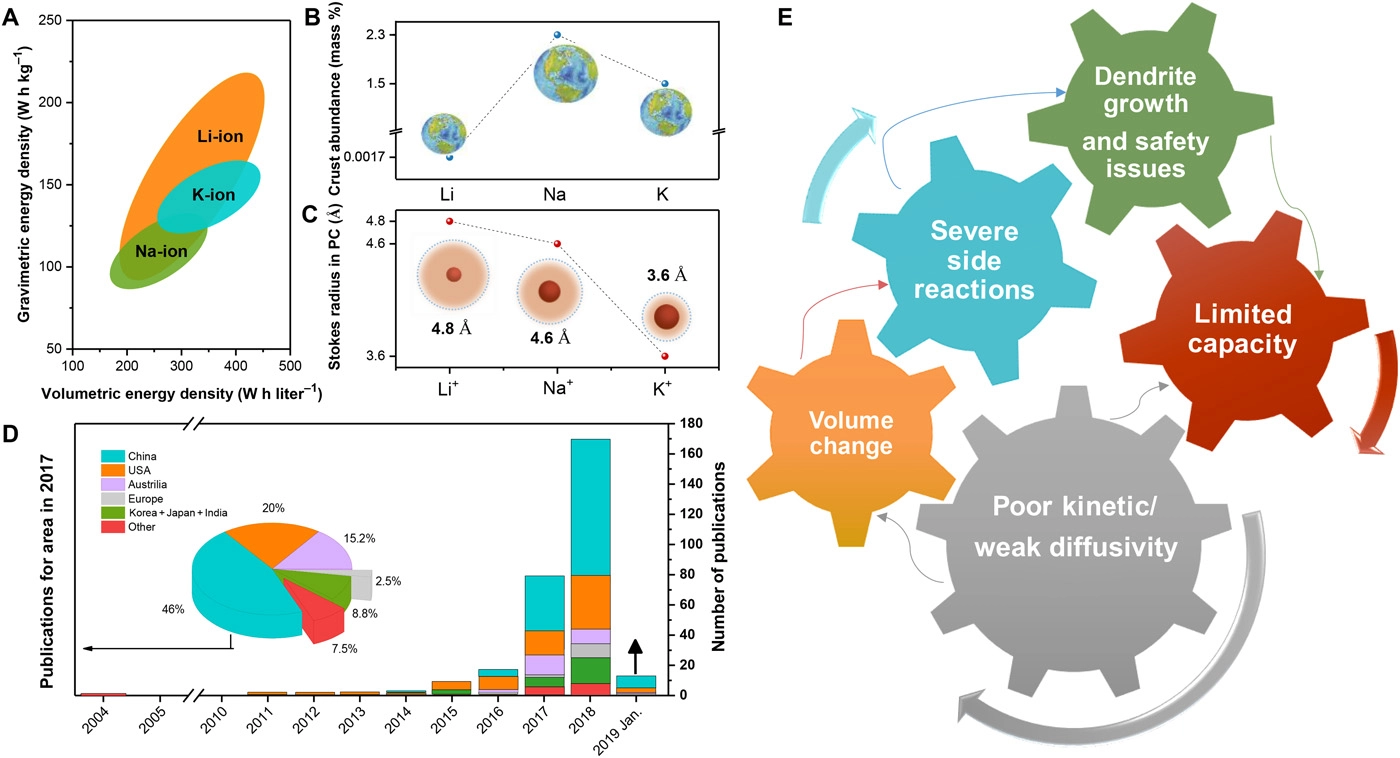 A
Gravimetric energy density (W h kg⁻¹)
250
200
150
100
50
Li-ion
K-ion
Na-ion
100
200
300
400
500
Volumetric energy density (W h liter⁻¹)
B
Crust abundance (mass %)
2.3
1.5
0.0017
Li
Na
K
C
Stokes radius in PC (Å)
4.8
4.6
3.6
4.8 Å
4.6 Å
3.6 Å
Li⁺
Na⁺
K⁺
D
Publications for area in 2017
China
USA
Austrilia
Europe
Korea+Japan+India
Other
20%
15.2%
2.5%
8.8%
7.5%
46%
180
160
140
120
100
80
60
40
20
0
Number of publications
2004
2005
2010
2011
2012
2013
2014
2015
2016
2017
2018
2019 Jan.
E
Dendrite
growth
and safety
issues
Severe
side
reactions
Limited
capacity
Volume
change
Poor kinetic/
weak diffusivity